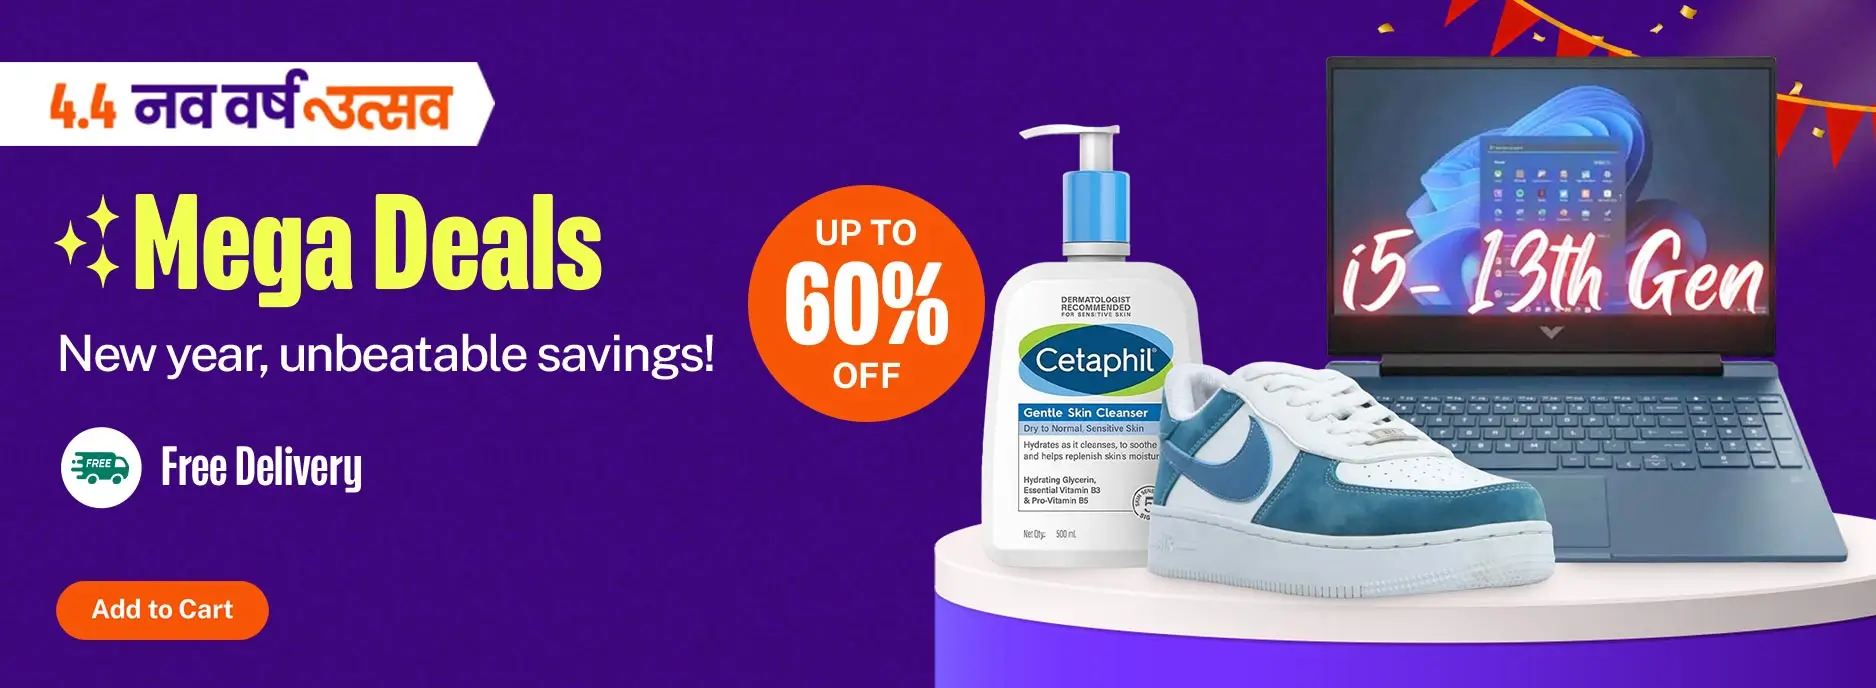 4.4 नव वर्ष उत्सव
Mega Deals
New year, unbeatable savings!
FREE
Free Delivery
Add to Cart
UP TO
60%
OFF
DERMATOLOGIST
RECOMMENDED
FOR SENSITIVE SKIN
Cetaphil®
Gentle Skin Cleanser
Dry to Normal, Sensitive Skin
Hydrates as it cleanses, to soothe
and helps replenish skin's moistur
Hydrating Glycerin,
Essential Vitamin B3
& Pro-Vitamin B5
Net Qty: 500 ml
i5- 13th Gen